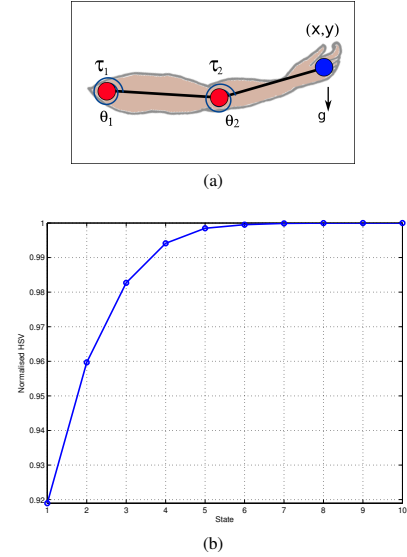 (x,y)
τ1 τ2
θ1 θ2 g
(a)
1
0.99
0.98
0.97
0.96
0.95
0.94
0.93
0.92
Normalised HSV
1 2 3 4 5 6 7 8 9 10
State
(b)